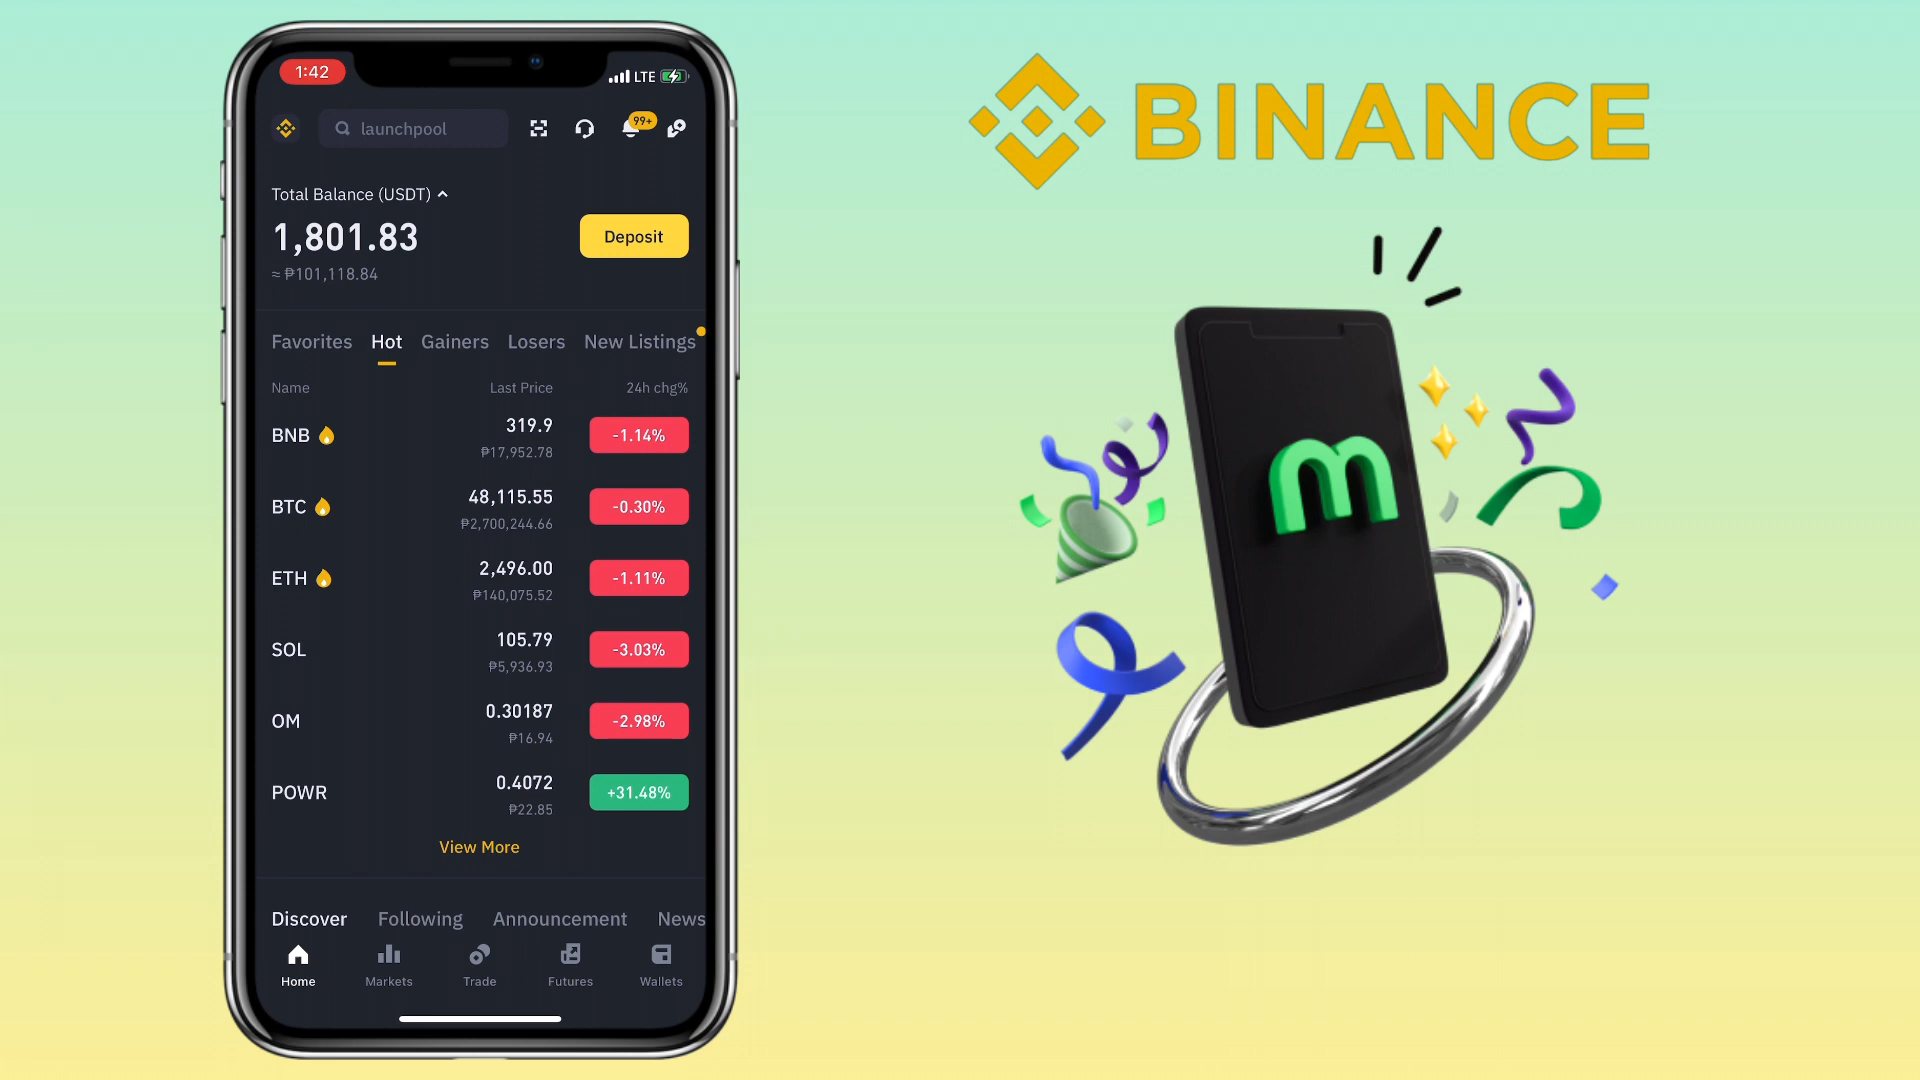 1:42
LTE
launchpool
99+
Total Balance (USDT)
1,801.83
≈ ₱101,118.84
Deposit
Favorites Hot Gainers Losers New Listings
Name Last Price 24h chg%
BNB 319.9 -1.14%
₱17,952.78
BTC 48,115.55 -0.30%
₱2,700,244.66
ETH 2,496.00 -1.11%
₱140,075.52
SOL 105.79 -3.03%
₱5,936.93
OM 0.30187 -2.98%
₱16.94
POWR 0.4072 +31.48%
₱22.85
View More
Discover Following Announcement News
Home Markets Trade Futures Wallets
BINANCE
m